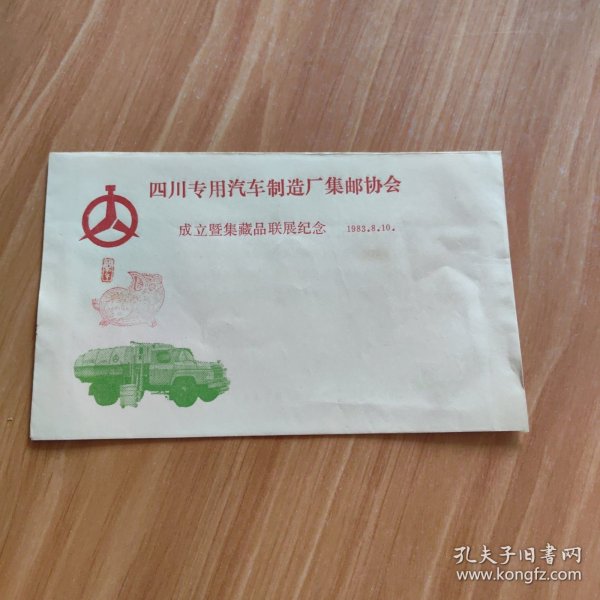 四川专用汽车制造厂集邮协会
成立暨集藏品联展纪念 1983.8.10.
孔夫子旧书网
www.kongfz.com